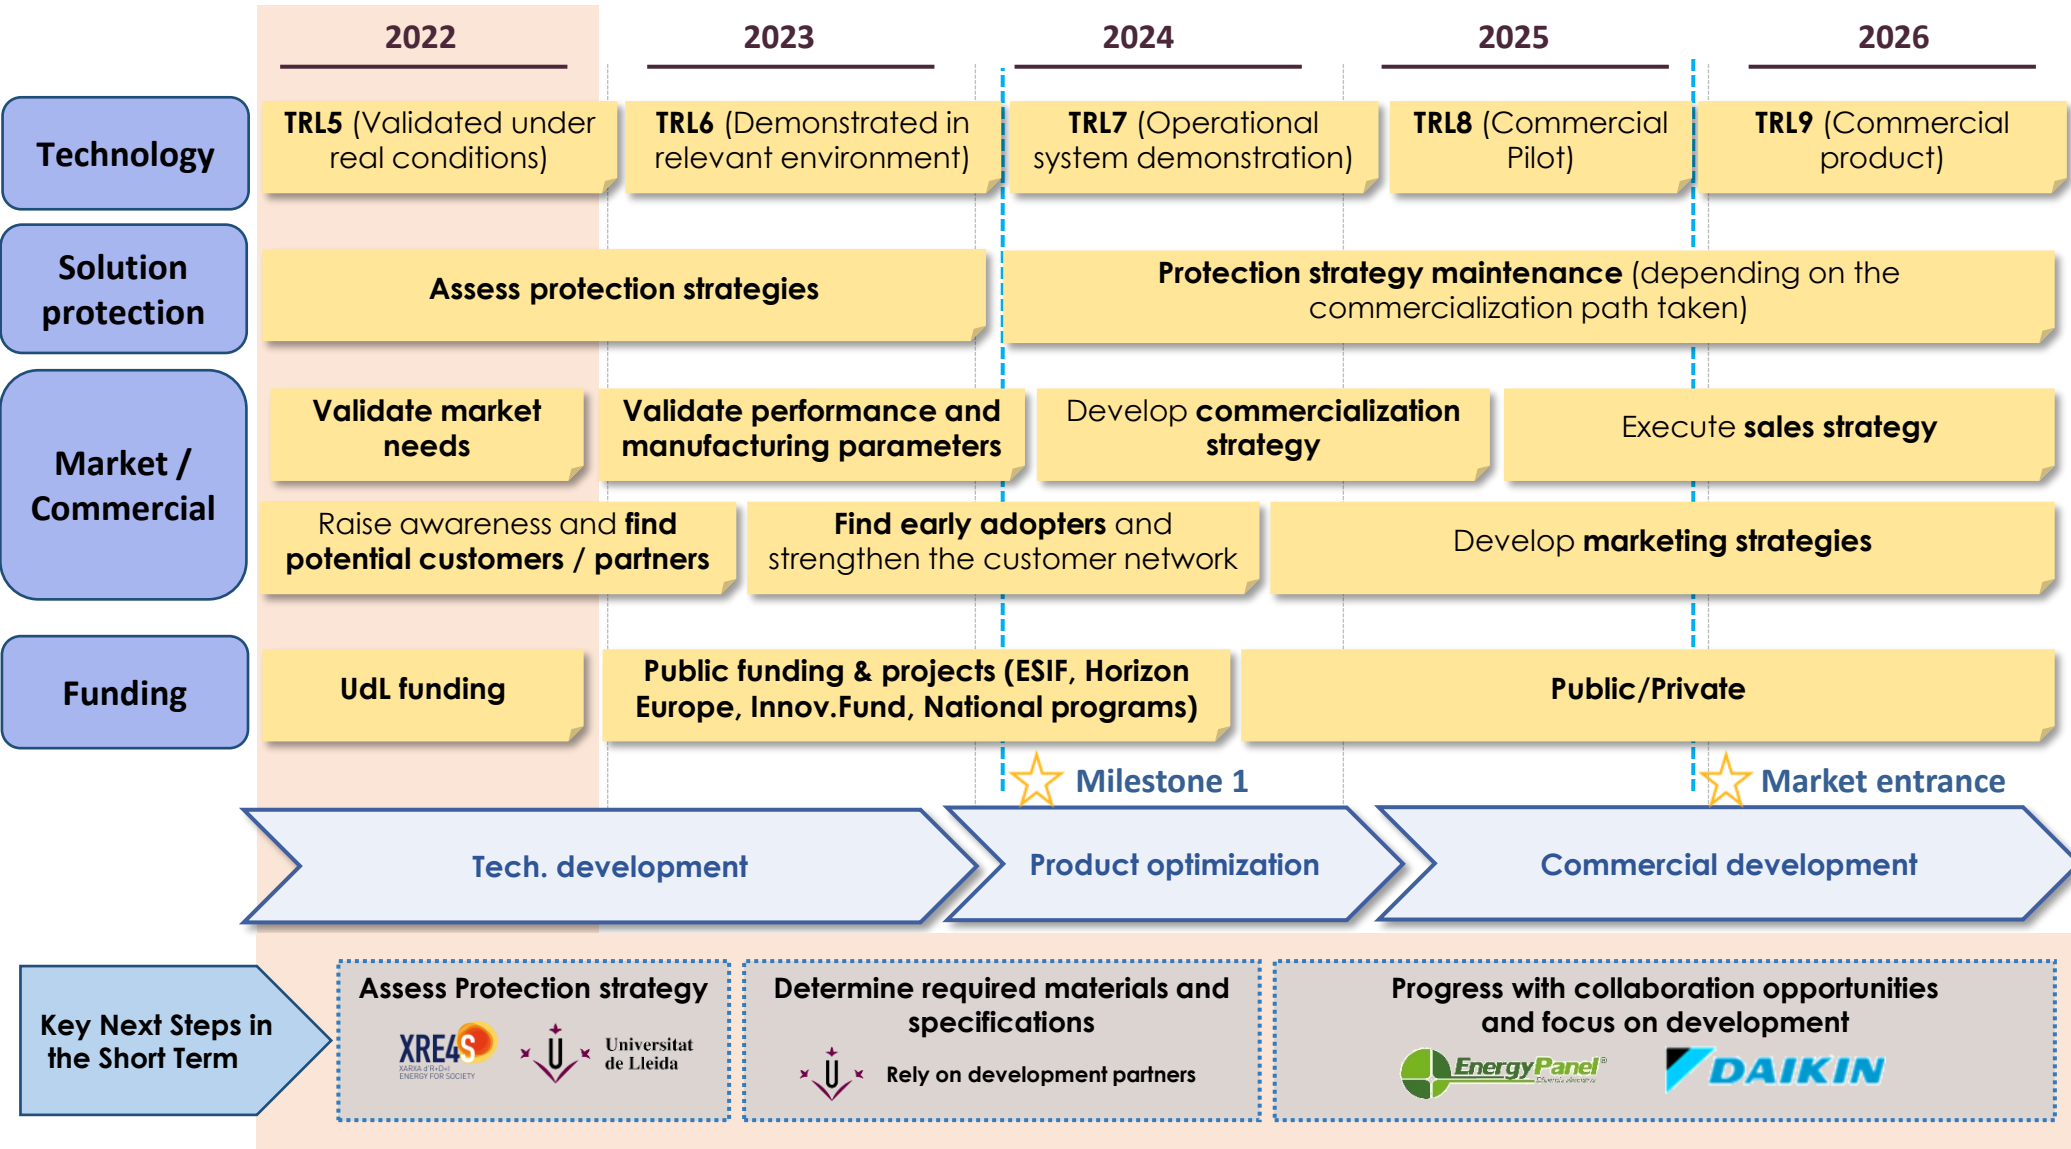 2022
2023
2024
2025
2026
Technology
TRL5 (Validated under
real conditions)
TRL6 (Demonstrated in
relevant environment)
TRL7 (Operational
system demonstration)
TRL8 (Commercial
Pilot)
TRL9 (Commercial
product)
Solution
protection
Assess protection strategies
Protection strategy maintenance (depending on the
commercialization path taken)
Market /
Commercial
Validate market
needs
Validate performance and
manufacturing parameters
Develop commercialization
strategy
Execute sales strategy
Raise awareness and find
potential customers / partners
Find early adopters and
strengthen the customer network
Develop marketing strategies
Funding
UdL funding
Public funding & projects (ESIF, Horizon
Europe, Innov.Fund, National programs)
Public/Private
Milestone 1
Market entrance
Tech. development
Product optimization
Commercial development
Key Next Steps in
the Short Term
Assess Protection strategy
XRE4S
XARXA d'R+D+I
ENERGY FOR SOCIETY
U
Universitat
de Lleida
Determine required materials and
specifications
U
Rely on development partners
Progress with collaboration opportunities
and focus on development
EnergyPanel®
DAIKIN